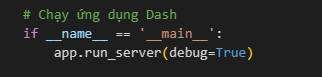 # Chạy ứng dụng Dash
if __name__ == '__main__':
    app.run_server(debug=True)